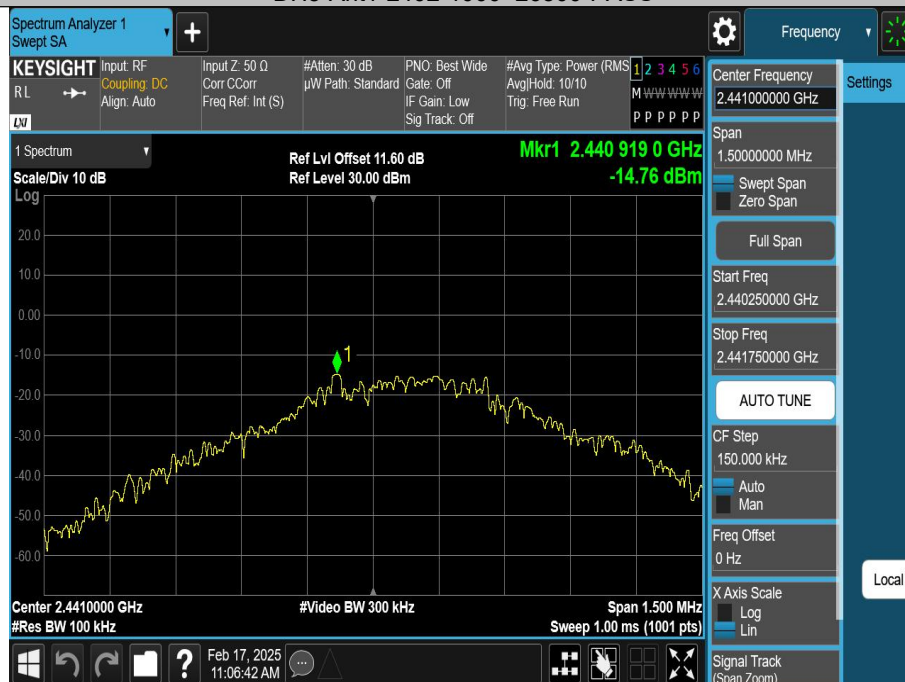 Spectrum Analyzer 1
Swept SA
Frequency
KEYSIGHT
RL
LXI
Input: RF
Coupling: DC
Align: Auto
Input Z: 50 Ω
Corr CCorr
Freq Ref: Int (S)
#Atten: 30 dB
µW Path: Standard
PNO: Best Wide
Gate: Off
IF Gain: Low
Sig Track: Off
#Avg Type: Power (RMS
Avg|Hold: 10/10
Trig: Free Run
1 2 3 4 5 6
M W W W W W
P P P P P P
1 Spectrum
Scale/Div 10 dB
Log
Ref Lvl Offset 11.60 dB
Ref Level 30.00 dBm
Mkr1 2.440 919 0 GHz
-14.76 dBm
20.0
10.0
0.00
-10.0
-20.0
-30.0
-40.0
-50.0
-60.0
1
Center 2.4410000 GHz
#Res BW 100 kHz
#Video BW 300 kHz
Span 1.500 MHz
Sweep 1.00 ms (1001 pts)
Feb 17, 2025
11:06:42 AM
?
Center Frequency
2.441000000 GHz
Span
1.50000000 MHz
Swept Span
Zero Span
Full Span
Start Freq
2.440250000 GHz
Stop Freq
2.441750000 GHz
AUTO TUNE
CF Step
150.000 kHz
Auto
Man
Freq Offset
0 Hz
X Axis Scale
Log
Lin
Signal Track
(Span Zoom)
Settings
Local